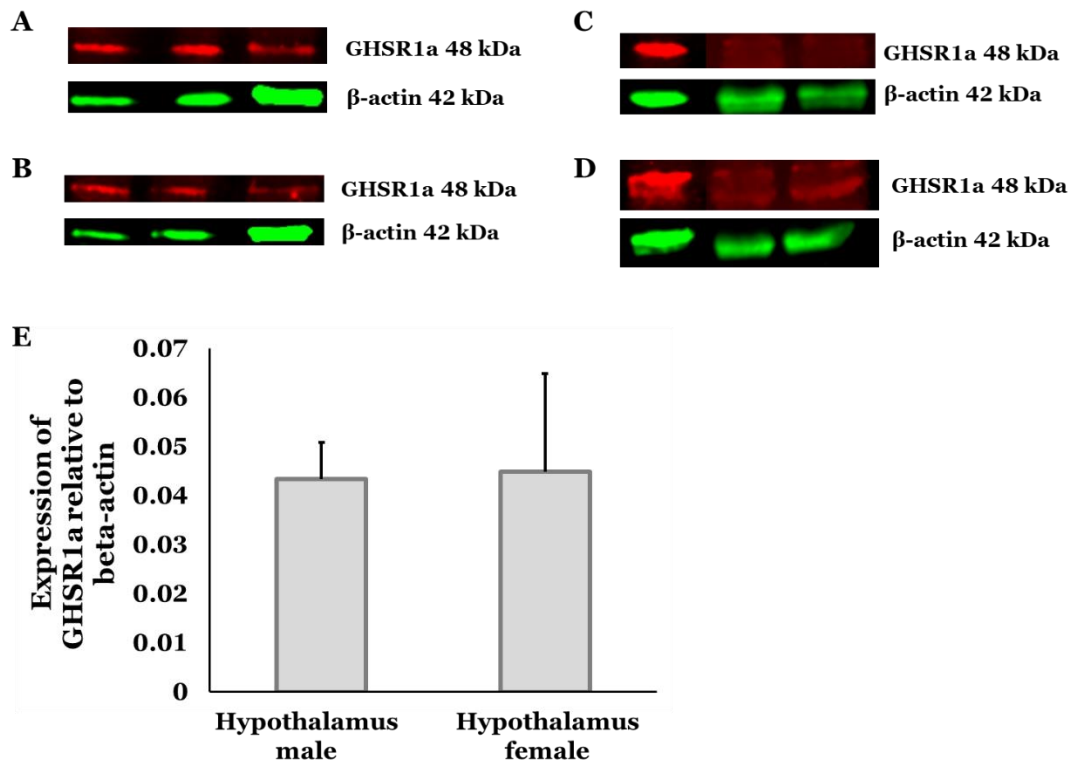 A
GHSR1a 48 kDa
β-actin 42 kDa
B
GHSR1a 48 kDa
β-actin 42 kDa
C
GHSR1a 48 kDa
β-actin 42 kDa
D
GHSR1a 48 kDa
β-actin 42 kDa
E
Expression of
GHSR1a relative to
beta-actin
0.07
0.06
0.05
0.04
0.03
0.02
0.01
0
Hypothalamus
male
Hypothalamus
female